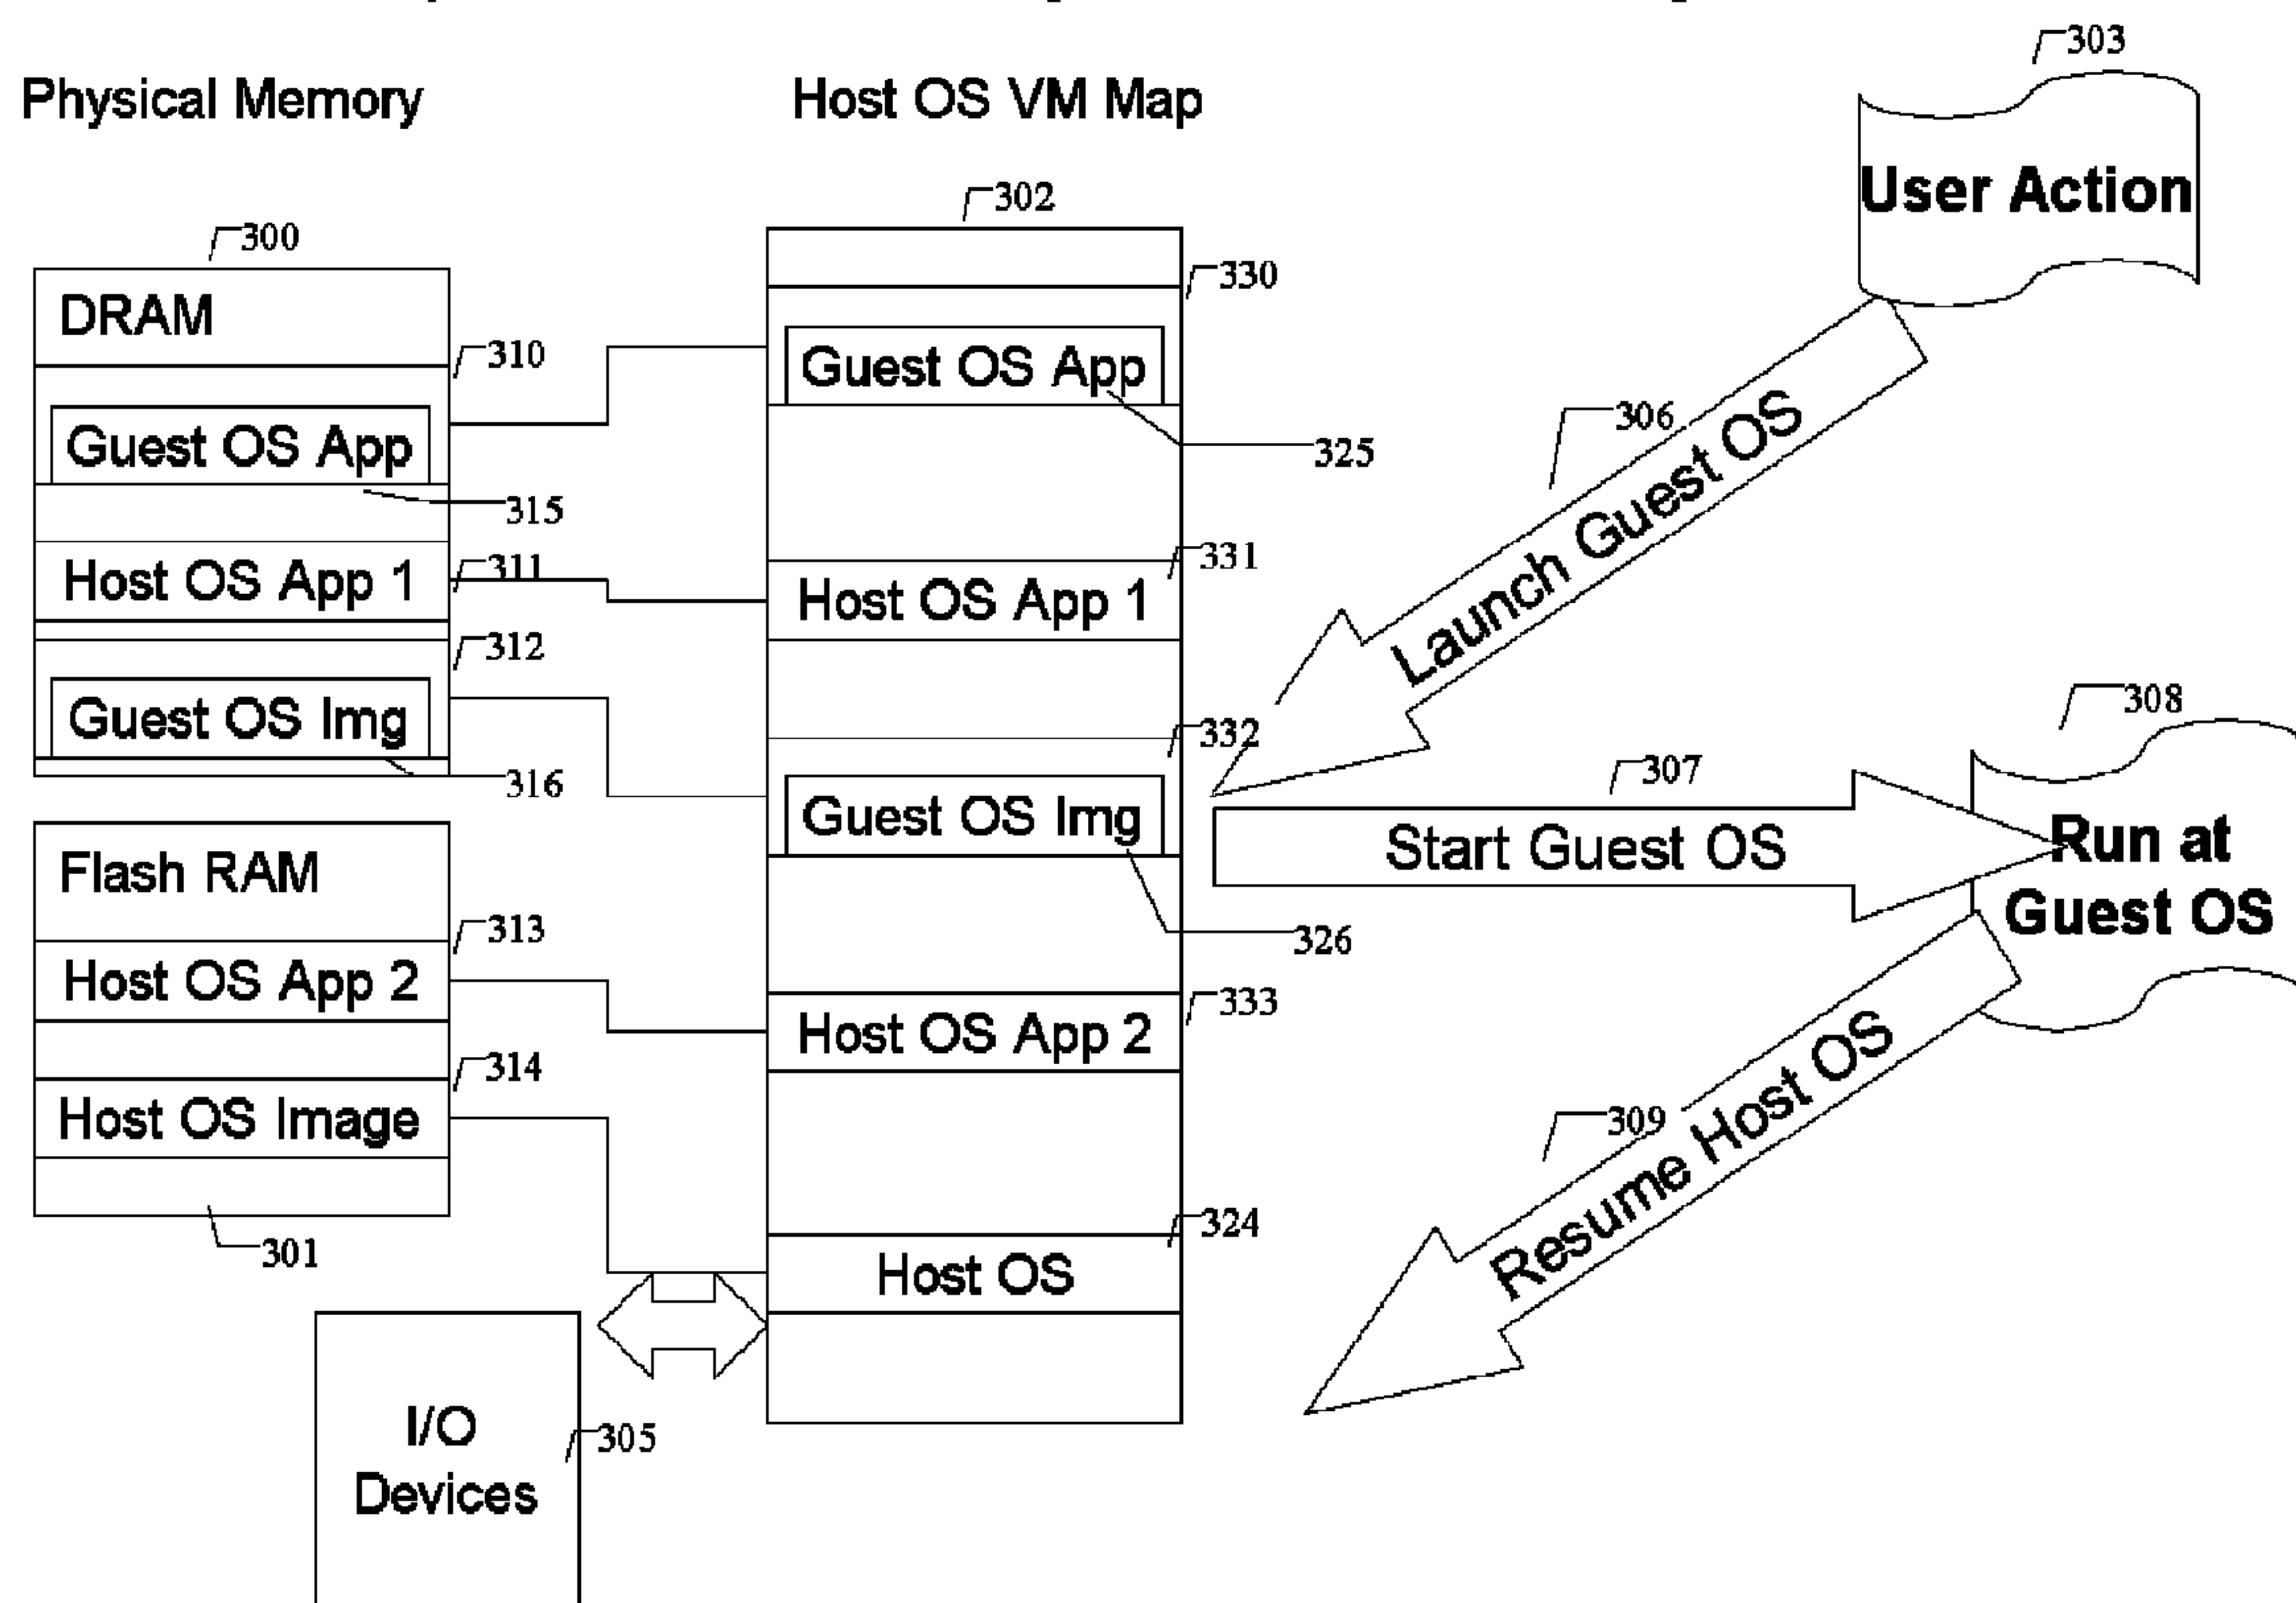 Physical Memory
Host OS VM Map
303
User Action
302
300
330
DRAM
310
Guest OS App
Guest OS App
325
306
Launch Guest OS
315
311
331
Host OS App 1
Host OS App 1
312
Guest OS Img
316
332
308
307
Guest OS Img
Start Guest OS
Run at
Guest OS
326
Flash RAM
313
Host OS App 2
333
Host OS App 2
314
Host OS Image
309
Resume Host OS
324
301
Host OS
I/O
Devices
305